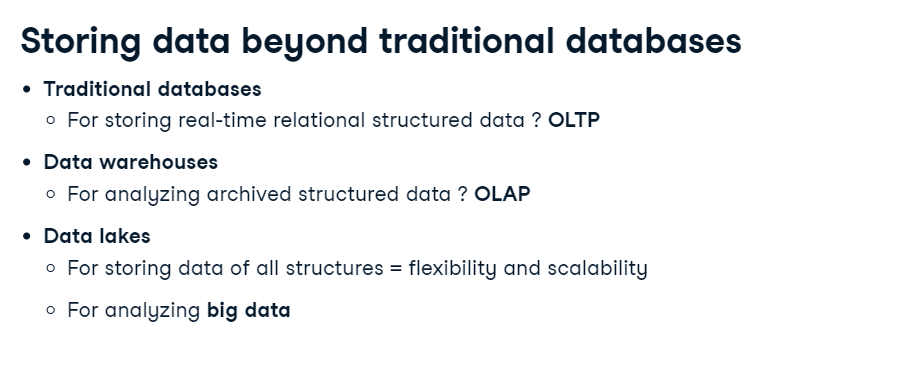 Storing data beyond traditional databases
• Traditional databases
○ For storing real-time relational structured data ? OLTP
• Data warehouses
○ For analyzing archived structured data ? OLAP
• Data lakes
○ For storing data of all structures = flexibility and scalability
○ For analyzing big data